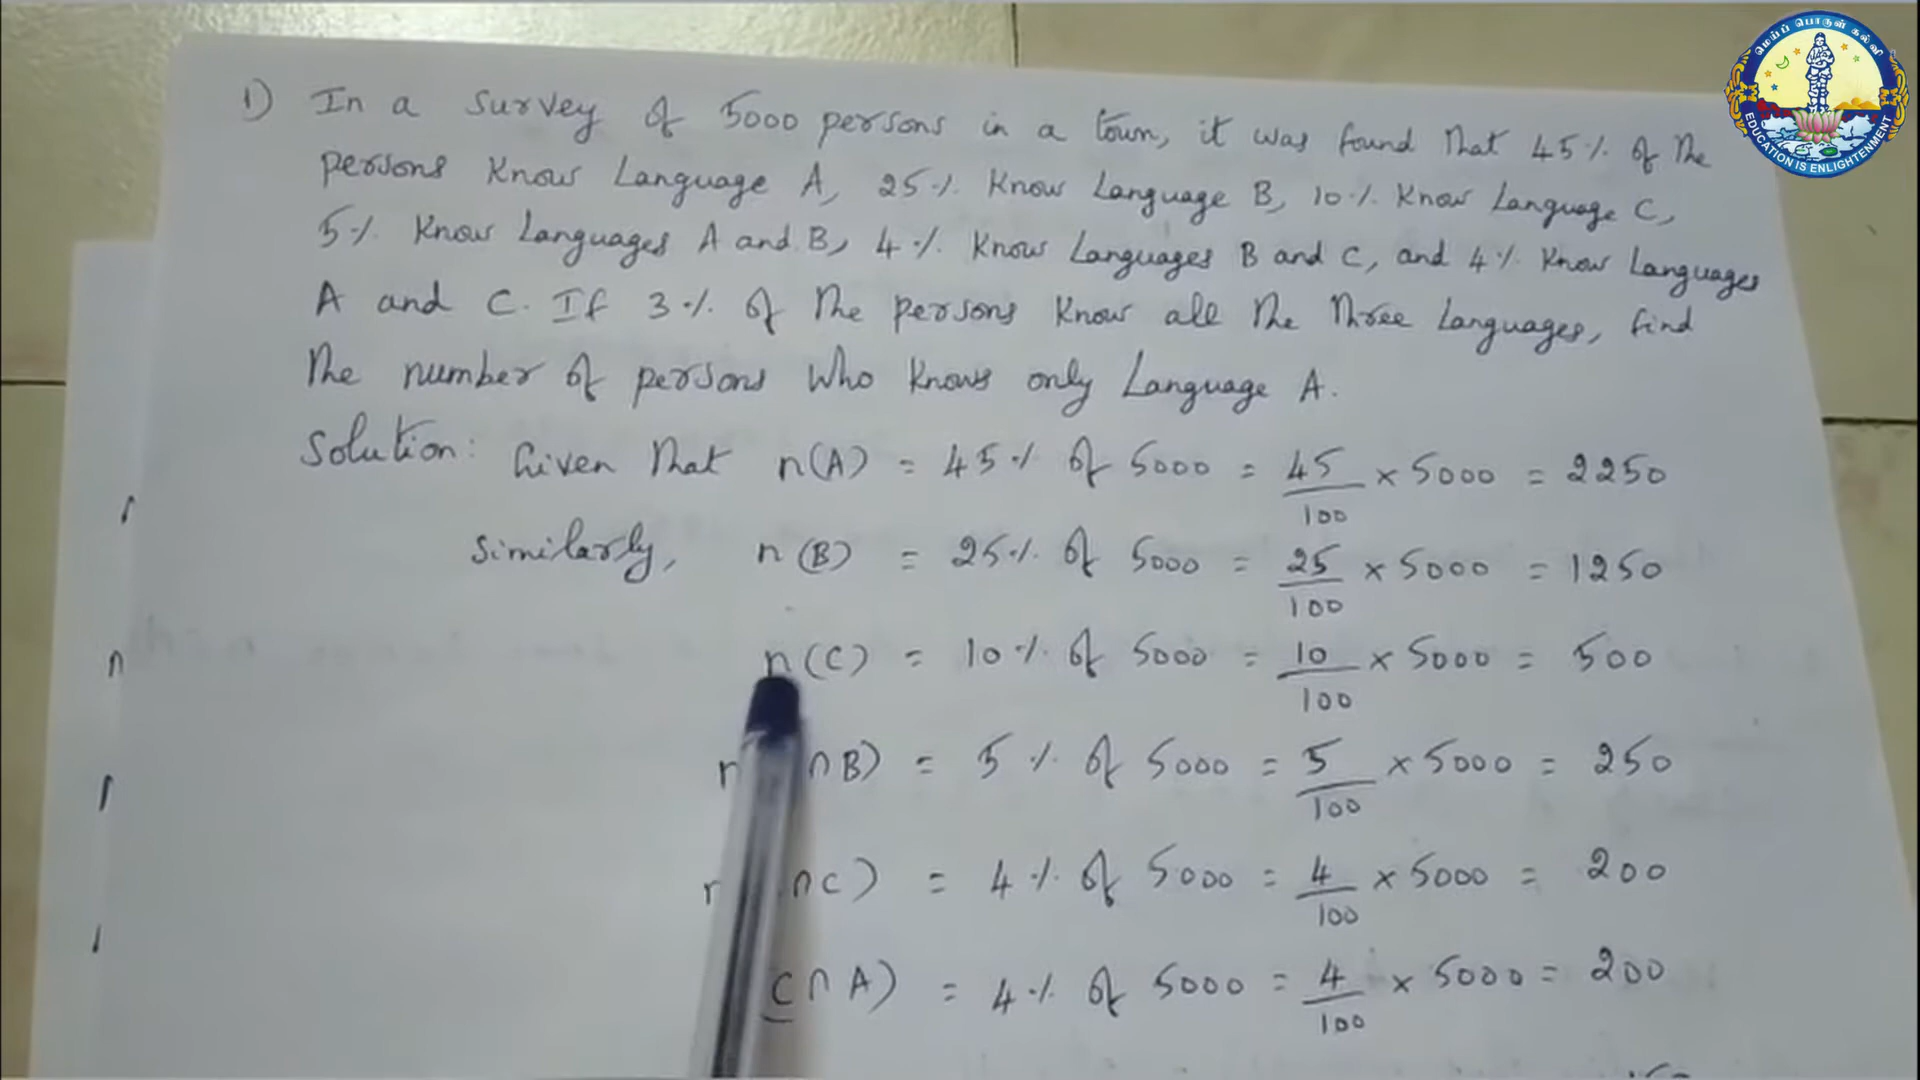 மெய்ப் பொருள் கல்வி
EDUCATION IS ENLIGHTENMENT
1) In a survey of 5000 persons in a town, it was found that 45% of the
persons know Language A, 25% know Language B, 10% know Language C,
5% know Languages A and B, 4% know Languages B and C, and 4% know Languages
A and C. If 3% of the persons know all the three Languages, find
the number of persons who knows only Language A.
Solution: Given that n(A) = 45% of 5000 = 45/100 × 5000 = 2250
Similarly, n(B) = 25% of 5000 = 25/100 × 5000 = 1250
n(C) = 10% of 5000 = 10/100 × 5000 = 500
∩B) = 5% of 5000 = 5/100 × 5000 = 250
∩C) = 4% of 5000 = 4/100 × 5000 = 200
C∩A) = 4% of 5000 = 4/100 × 5000 = 200